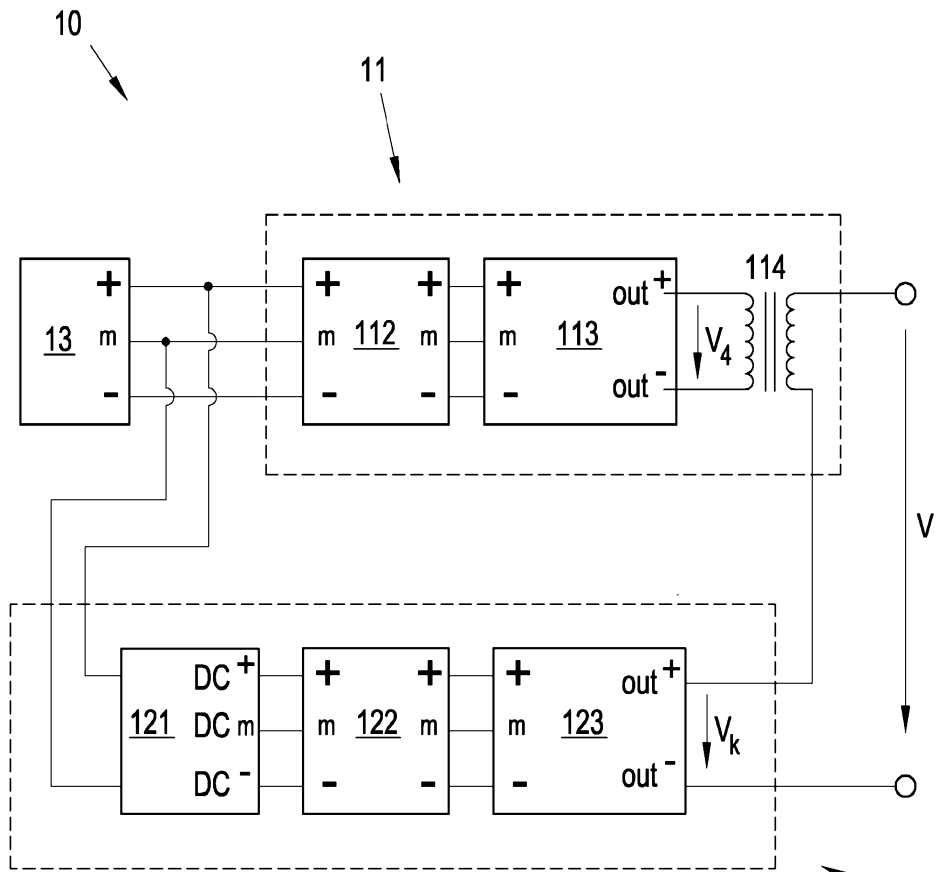 10
11
114
+ + + + out +
13 m m 112 m m 113 V4
- - - - out -
V
DC + + + + out +
121 DC m m 122 m m 123 Vk
DC - - - - out -